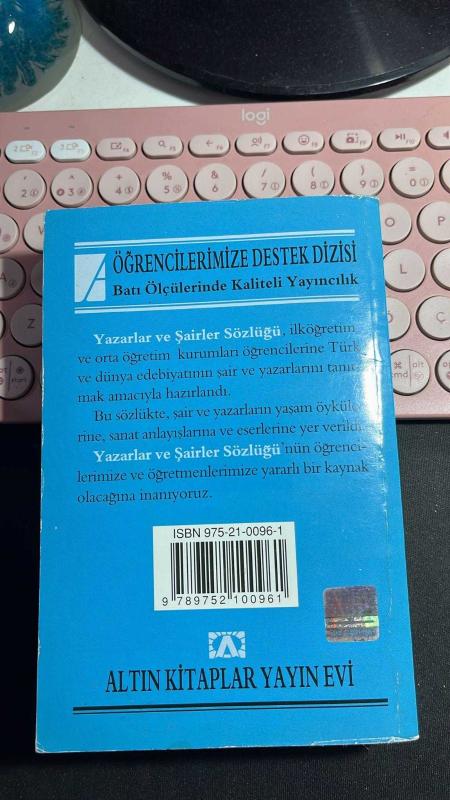 logi
ÖĞRENCİLERİMİZE DESTEK DİZİSİ
Batı Ölçülerinde Kaliteli Yayıncılık
Yazarlar ve Şairler Sözlüğü, ilköğretim
ve orta öğretim kurumları öğrencilerine Türk
ve dünya edebiyatının şair ve yazarlarını tanıt-
mak amacıyla hazırlandı.
Bu sözlükte, şair ve yazarların yaşam öyküle-
rine, sanat anlayışlarına ve eserlerine yer verildi.
Yazarlar ve Şairler Sözlüğü'nün öğrenci-
lerimize ve öğretmenlerimize yararlı bir kaynak
olacağına inanıyoruz.
ISBN 975-21-0096-1
9 789752 100961
ALTIN KİTAPLAR YAYIN EVİ